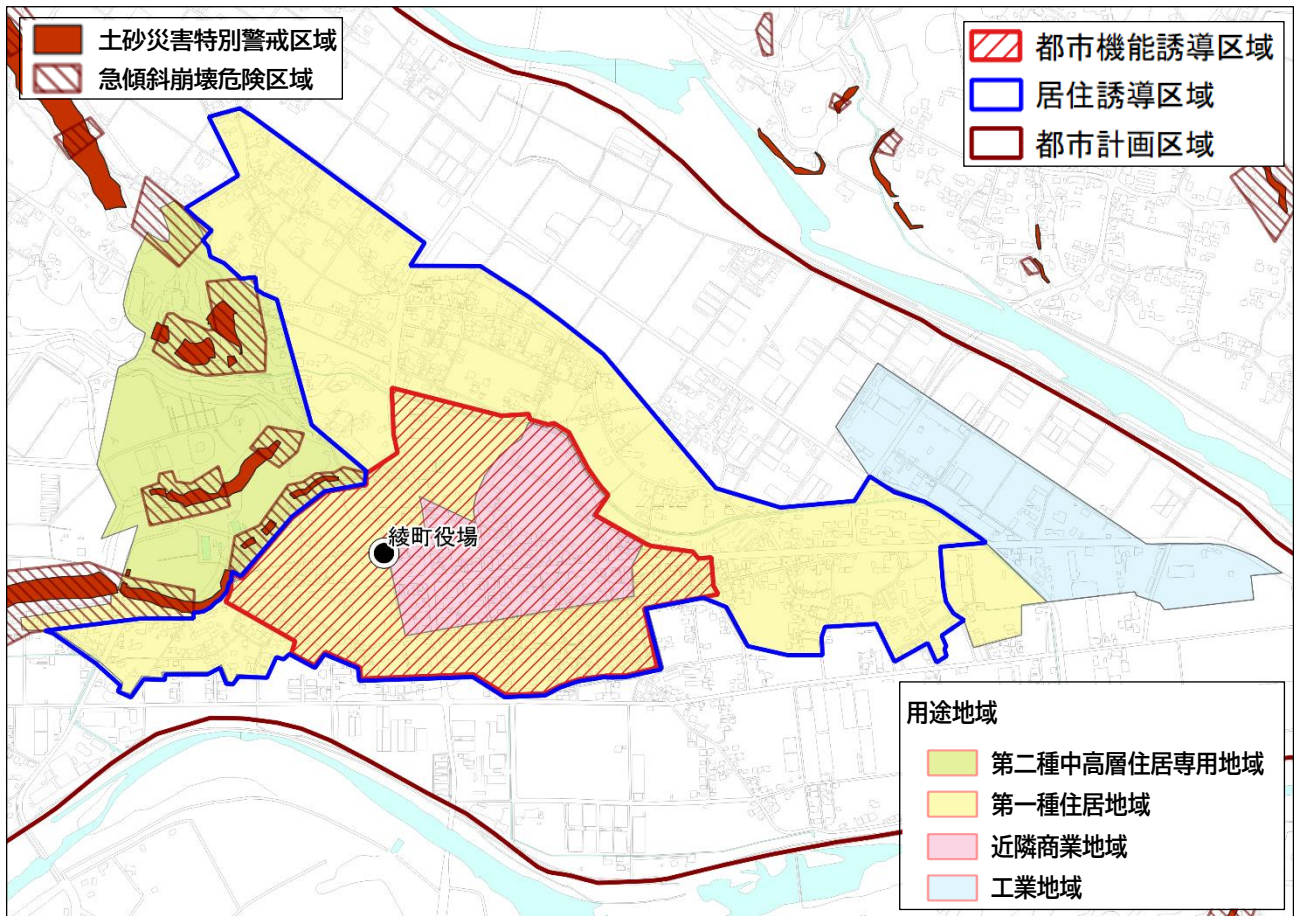 土砂災害特別警戒区域
急傾斜崩壊危険区域
都市機能誘導区域
居住誘導区域
都市計画区域
綾町役場
用途地域
第二種中高層住居専用地域
第一種住居地域
近隣商業地域
工業地域